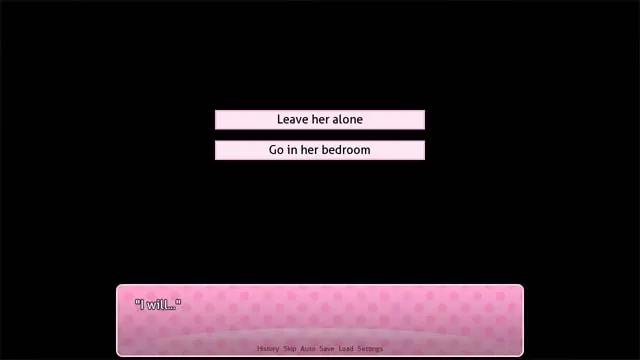 Leave her alone
Go in her bedroom
"I will..."
History Skip Auto Save Load Settings